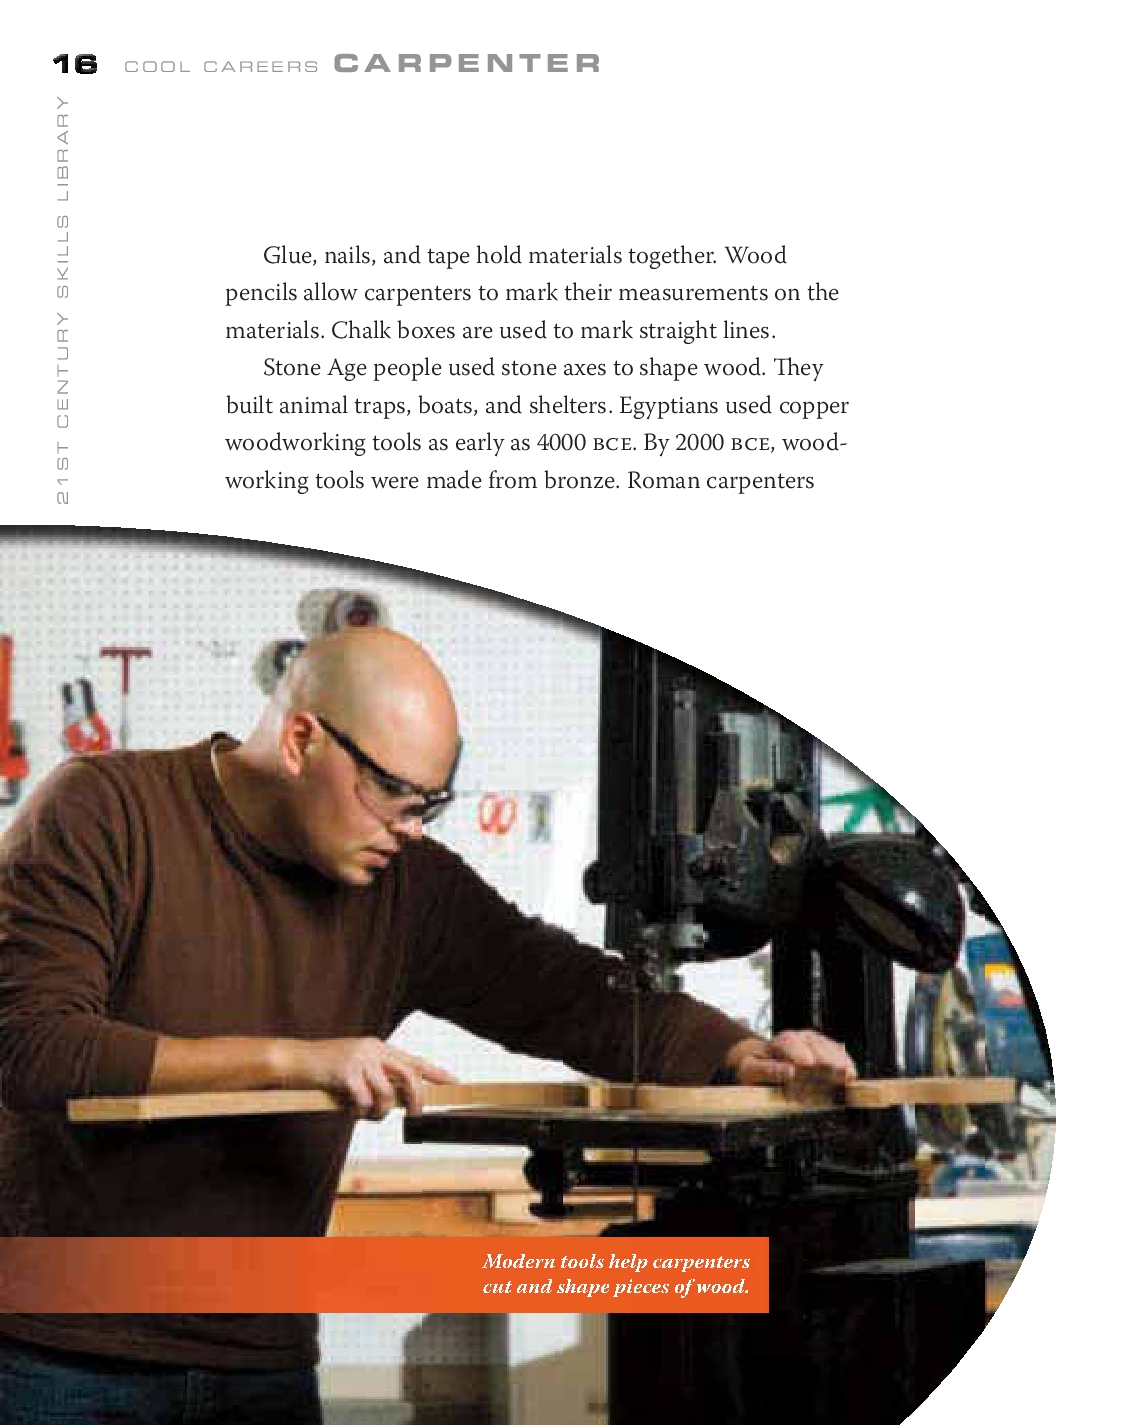 16 COOL CAREERS CARPENTER
21ST CENTURY SKILLS LIBRARY
Glue, nails, and tape hold materials together. Wood
pencils allow carpenters to mark their measurements on the
materials. Chalk boxes are used to mark straight lines.
Stone Age people used stone axes to shape wood. They
built animal traps, boats, and shelters. Egyptians used copper
woodworking tools as early as 4000 BCE. By 2000 BCE, wood-
working tools were made from bronze. Roman carpenters
Modern tools help carpenters
cut and shape pieces of wood.